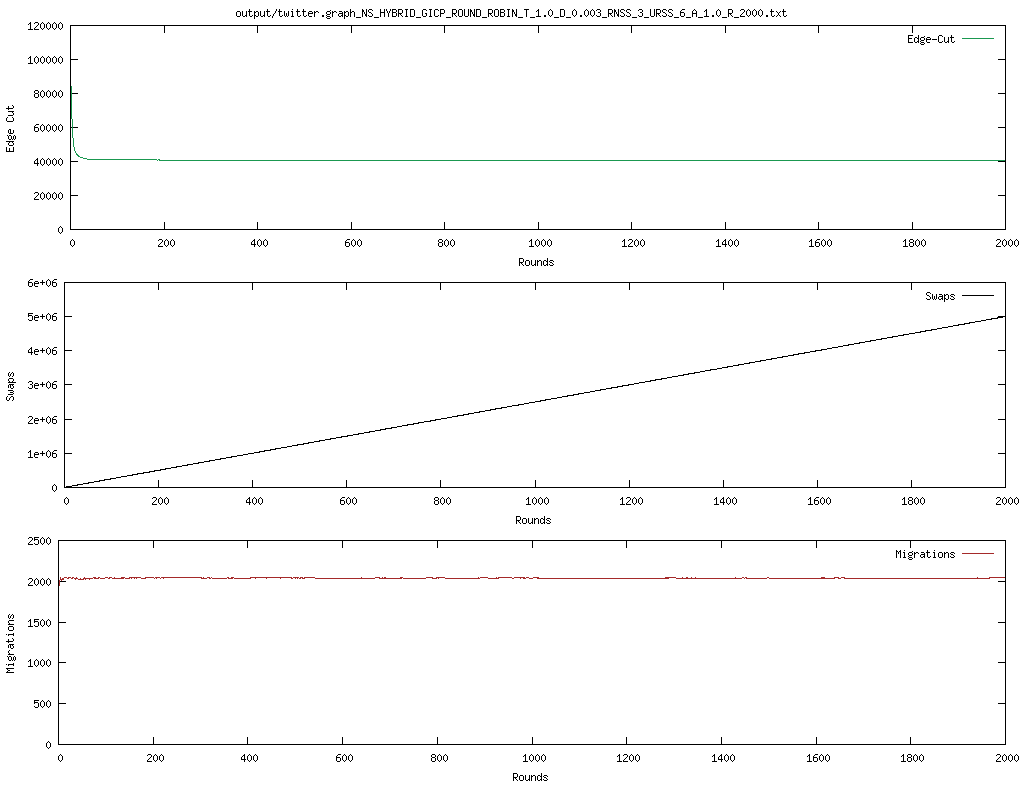 output/twitter.graph_NS_HYBRID_GICP_ROUND_ROBIN_T_1.0_D_0.003_RNSS_3_URSS_6_A_1.0_R_2000.txt
120000
100000
80000
60000
40000
20000
0
Edge Cut
Edge-Cut
0 200 400 600 800 1000 1200 1400 1600 1800 2000
Rounds
6e+06
5e+06
4e+06
3e+06
2e+06
1e+06
0
Swaps
Swaps
0 200 400 600 800 1000 1200 1400 1600 1800 2000
Rounds
2500
2000
1500
1000
500
0
Migrations
Migrations
0 200 400 600 800 1000 1200 1400 1600 1800 2000
Rounds